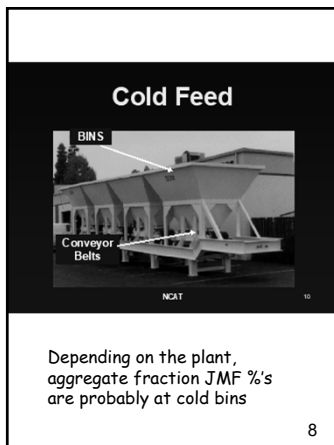 Cold Feed
BINS
Conveyor
Belts
NCAT
10
Depending on the plant,
aggregate fraction JMF %'s
are probably at cold bins
8